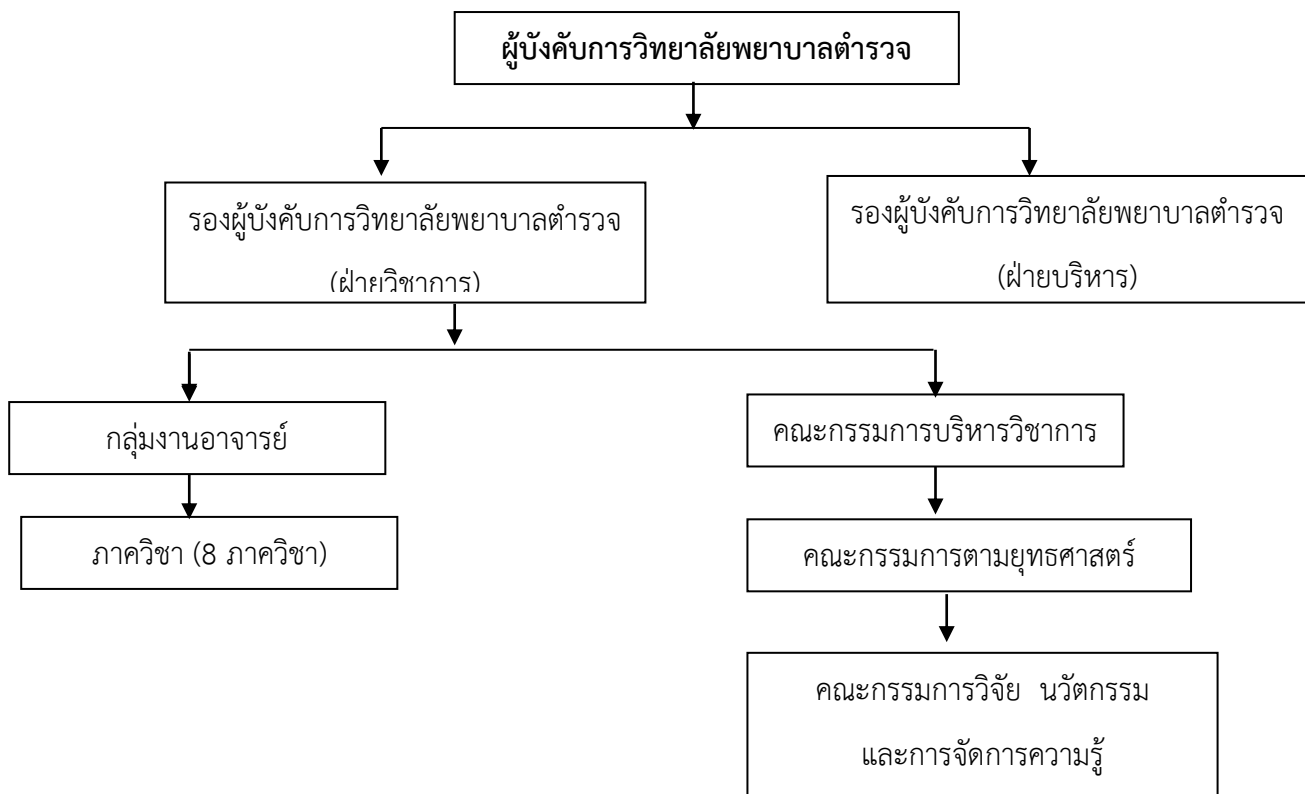 ผู้บังคับการวิทยาลัยพยาบาลตำรวจ
รองผู้บังคับการวิทยาลัยพยาบาลตำรวจ
(ฝ่ายวิชาการ)
รองผู้บังคับการวิทยาลัยพยาบาลตำรวจ
(ฝ่ายบริหาร)
กลุ่มงานอาจารย์
คณะกรรมการบริหารวิชาการ
ภาควิชา (8 ภาควิชา)
คณะกรรมการตามยุทธศาสตร์
คณะกรรมการวิจัย นวัตกรรม
และการจัดการความรู้